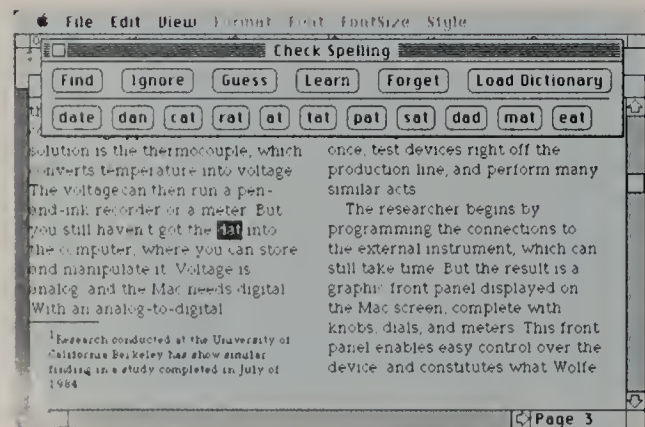 File Edit View Format Font FontSize Style
Check Spelling
Find Ignore Guess Learn Forget Load Dictionary
date dan cat rat at tat pat sat dad mat eat
solution is the thermocouple, which
converts temperature into voltage
The voltage can then run a pen-
and-ink recorder or a meter. But
you still haven't got the dat into
the computer, where you can store
and manipulate it. Voltage is
analog, and the Mac needs digital.
With an analog-to-digital
1Research conducted at the University of
California Berkeley has show similar
finding in a study completed in July of
1984
once, test devices right off the
production line, and perform many
similar acts
The researcher begins by
programming the connections to
the external instrument, which can
still take time. But the result is a
graphic front panel displayed on
the Mac screen, complete with
knobs, dials, and meters. This front
panel enables easy control over the
device and constitutes what Wolfe
Page 3